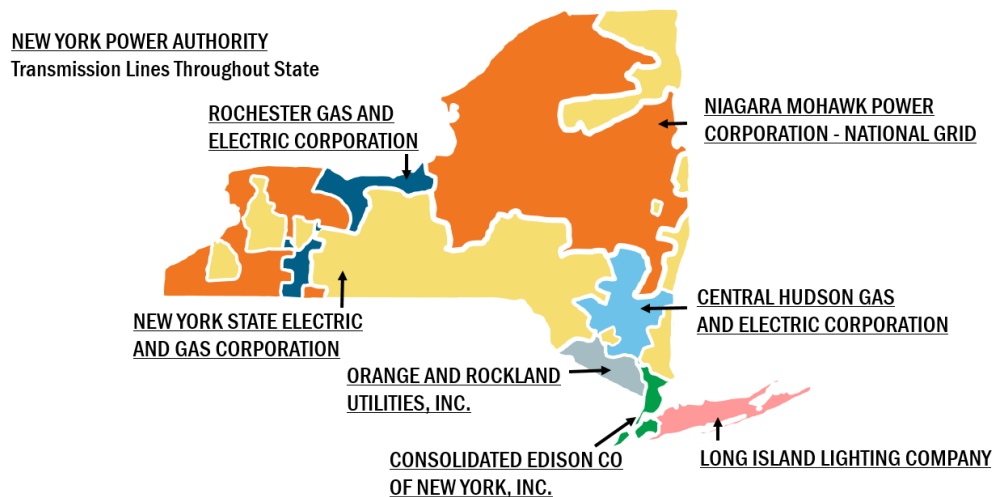 NEW YORK POWER AUTHORITY
Transmission Lines Throughout State
ROCHESTER GAS AND
ELECTRIC CORPORATION
NIAGARA MOHAWK POWER
CORPORATION - NATIONAL GRID
NEW YORK STATE ELECTRIC
AND GAS CORPORATION
CENTRAL HUDSON GAS
AND ELECTRIC CORPORATION
ORANGE AND ROCKLAND
UTILITIES, INC.
CONSOLIDATED EDISON CO
OF NEW YORK, INC.
LONG ISLAND LIGHTING COMPANY